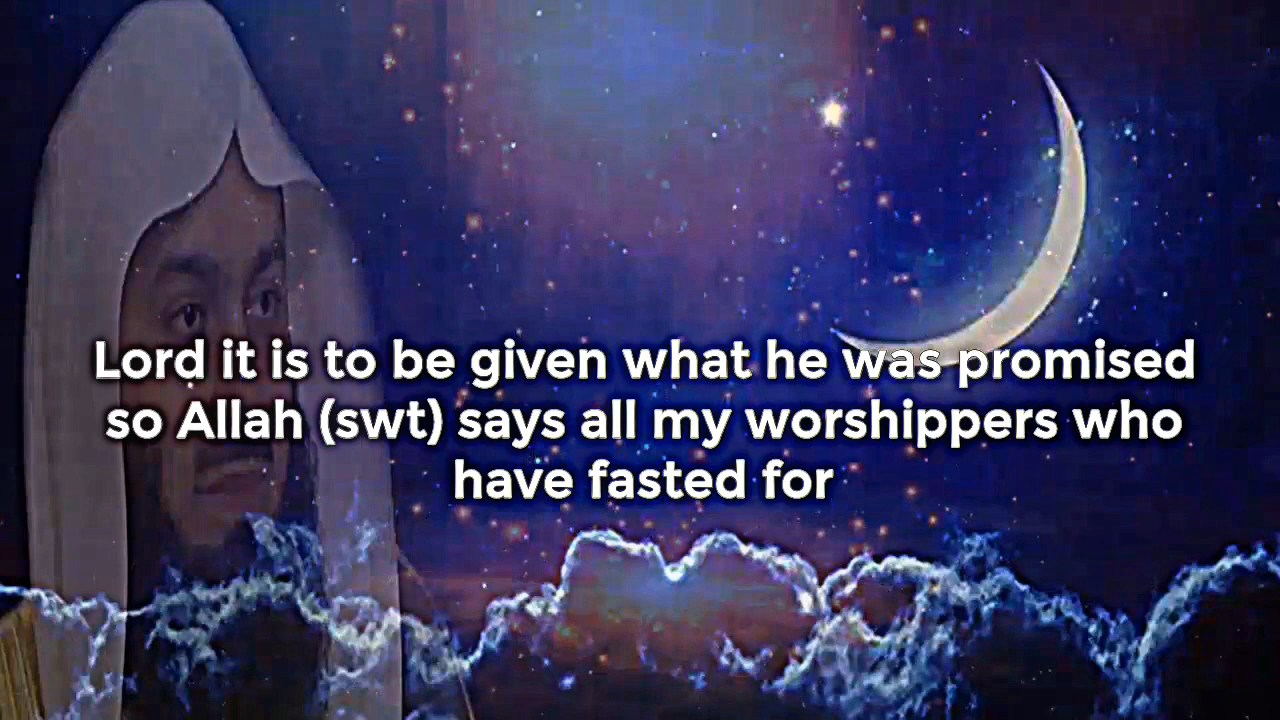 Lord it is to be given what he was promised
so Allah (swt) says all my worshippers who
have fasted for